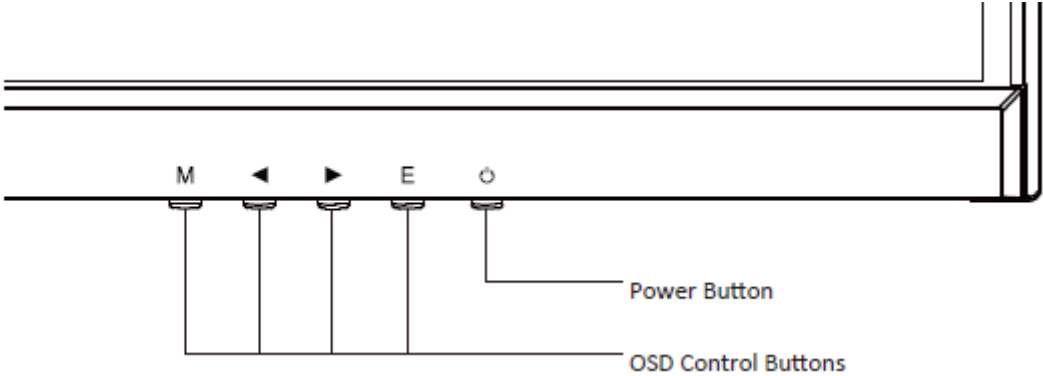 M ◀ ▶ E ⏻
Power Button
OSD Control Buttons